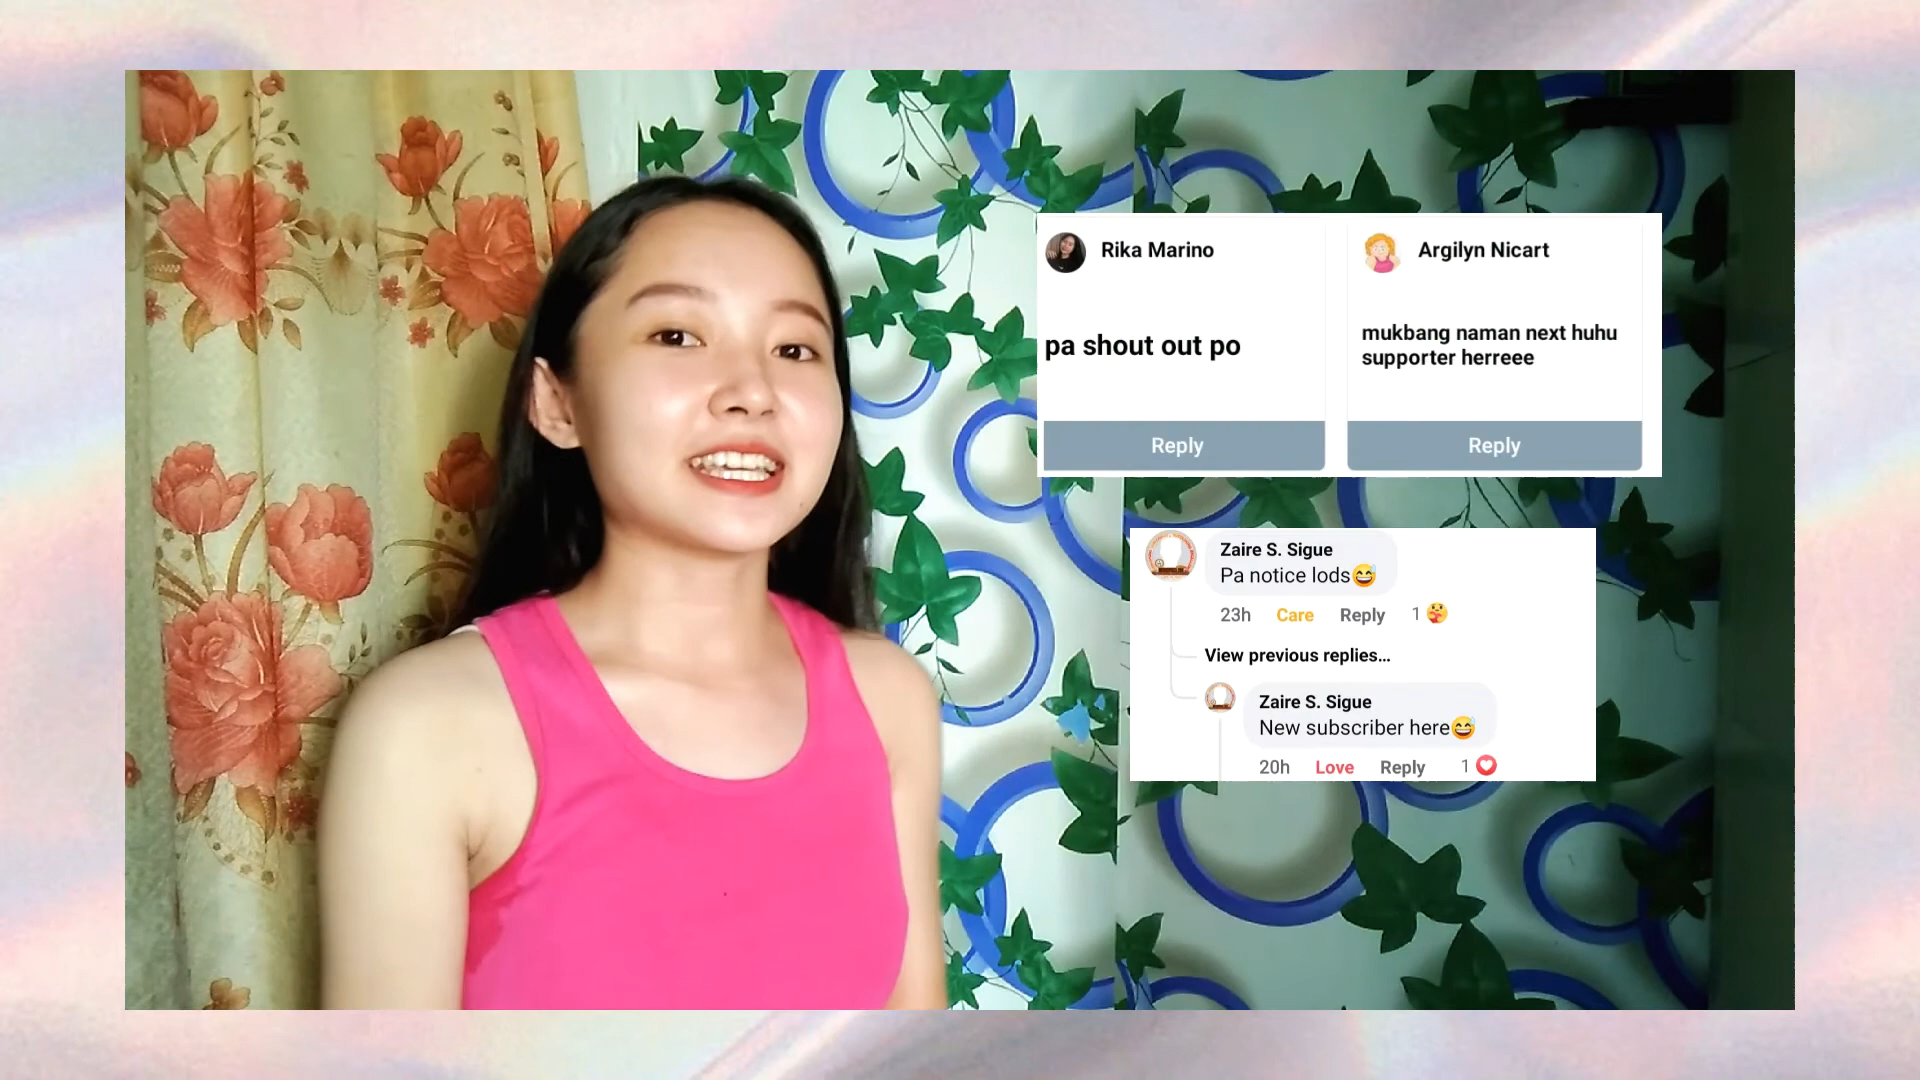 Rika Marino
pa shout out po
Reply
Argilyn Nicart
mukbang naman next huhu
supporter herreee
Reply
Zaire S. Sigue
Pa notice lods😅
23h Care Reply 1
View previous replies...
Zaire S. Sigue
New subscriber here😅
20h Love Reply 1